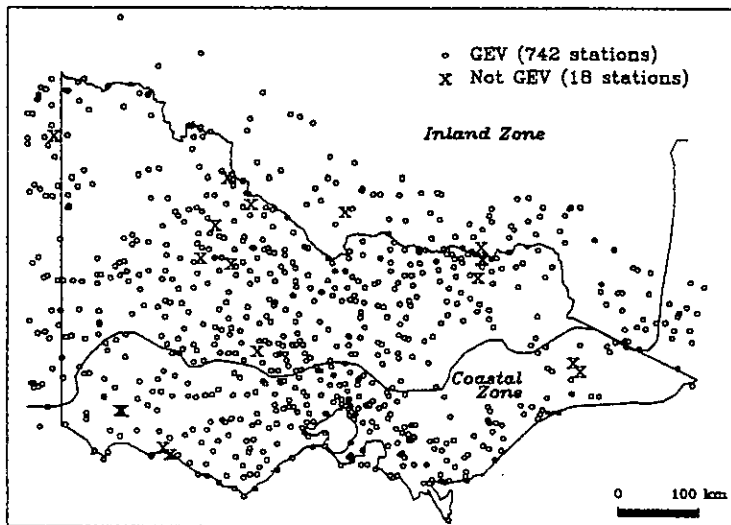 o GEV (742 stations)
X Not GEV (18 stations)
Inland Zone
Coastal
Zone
0 100 km